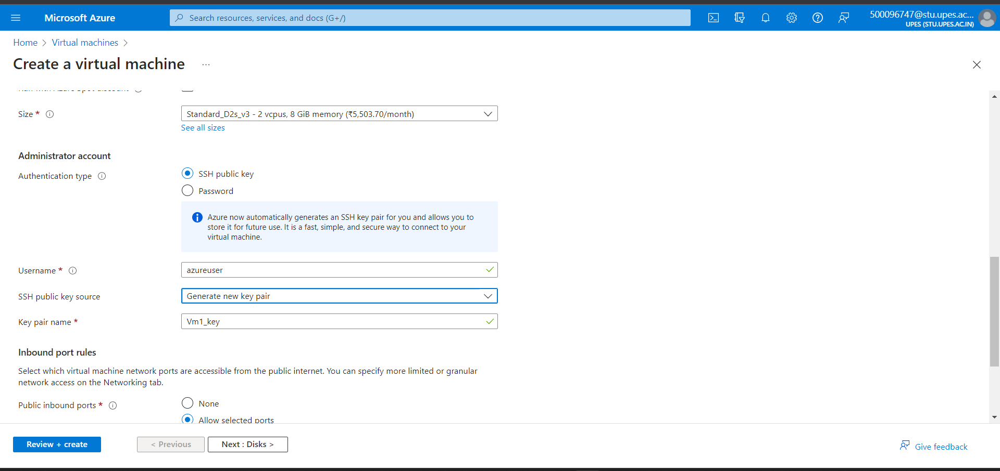 Microsoft Azure
Search resources, services, and docs (G+/)
500096747@stu.upes.ac...
UPES (STU.UPES.AC.IN)
Home > Virtual machines >
Create a virtual machine ...
Size * 
Standard_D2s_v3 - 2 vcpus, 8 GiB memory (₹5,503.70/month)
See all sizes
Administrator account
Authentication type
SSH public key
Password
Azure now automatically generates an SSH key pair for you and allows you to
store it for future use. It is a fast, simple, and secure way to connect to your
virtual machine.
Username *
azureuser
SSH public key source
Generate new key pair
Key pair name *
Vm1_key
Inbound port rules
Select which virtual machine network ports are accessible from the public internet. You can specify more limited or granular
network access on the Networking tab.
Public inbound ports *
None
Allow selected ports
Review + create
< Previous
Next : Disks >
Give feedback